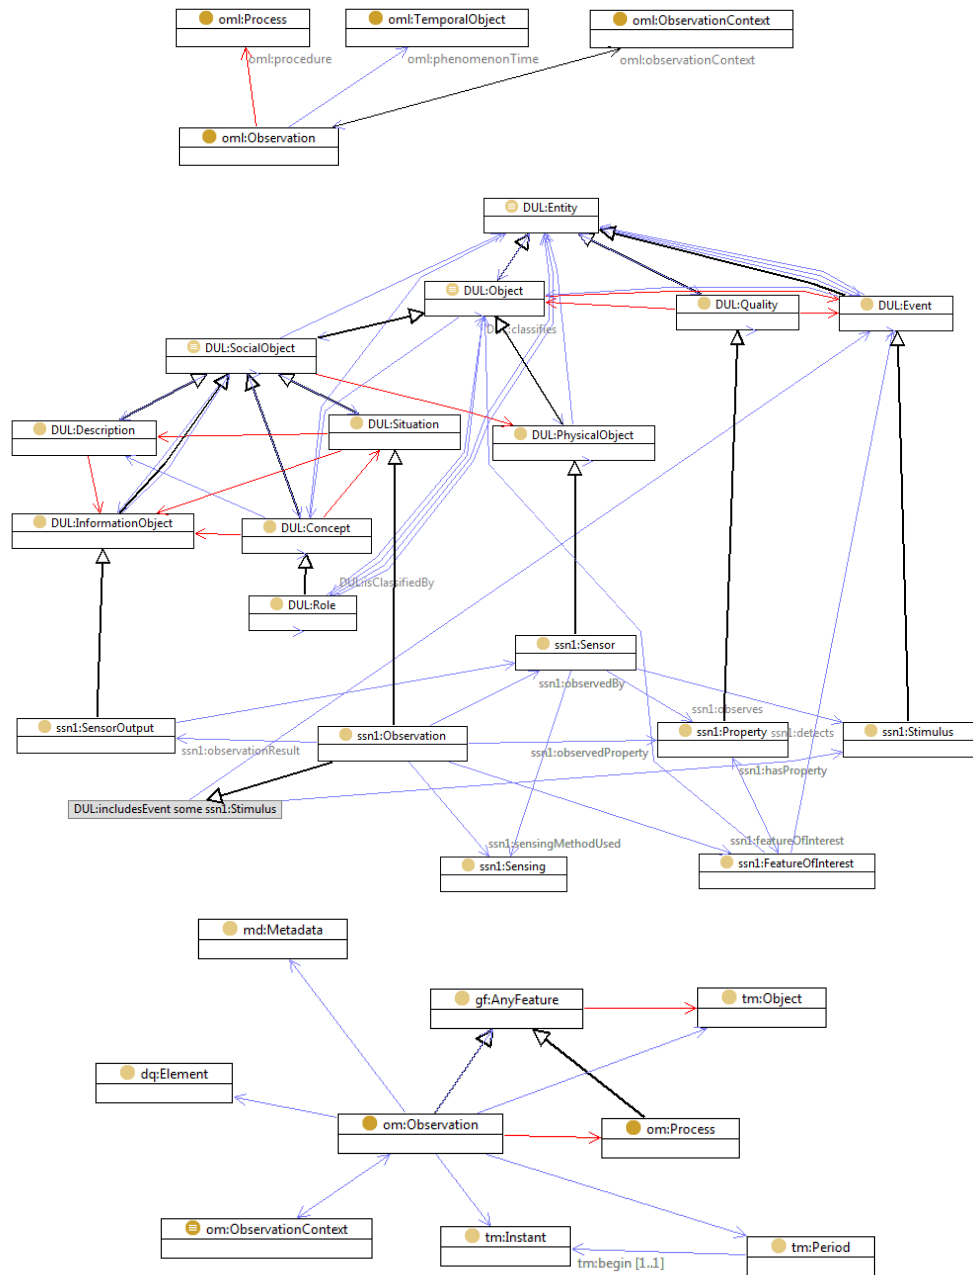 oml:Process
oml:TemporalObject
oml:ObservationContext
oml:procedure
oml:phenomenonTime
oml:observationContext
oml:Observation
DUL:Entity
DUL:Object
DUL:Quality
DUL:Event
DUL:classifies
DUL:SocialObject
DUL:Description
DUL:Situation
DUL:PhysicalObject
DUL:InformationObject
DUL:Concept
DUL:isClassifiedBy
DUL:Role
ssn1:Sensor
ssn1:observedBy
ssn1:observes
ssn1:SensorOutput
ssn1:Observation
ssn1:Property
ssn1:detects
ssn1:Stimulus
ssn1:observationResult
ssn1:observedProperty
ssn1:hasProperty
DUL:includesEvent some ssn1:Stimulus
ssn1:sensingMethodUsed
ssn1:featureOfInterest
ssn1:Sensing
ssn1:FeatureOfInterest
md:Metadata
gf:AnyFeature
tm:Object
dq:Element
om:Observation
om:Process
om:ObservationContext
tm:Instant
tm:Period
tm:begin [1..1]